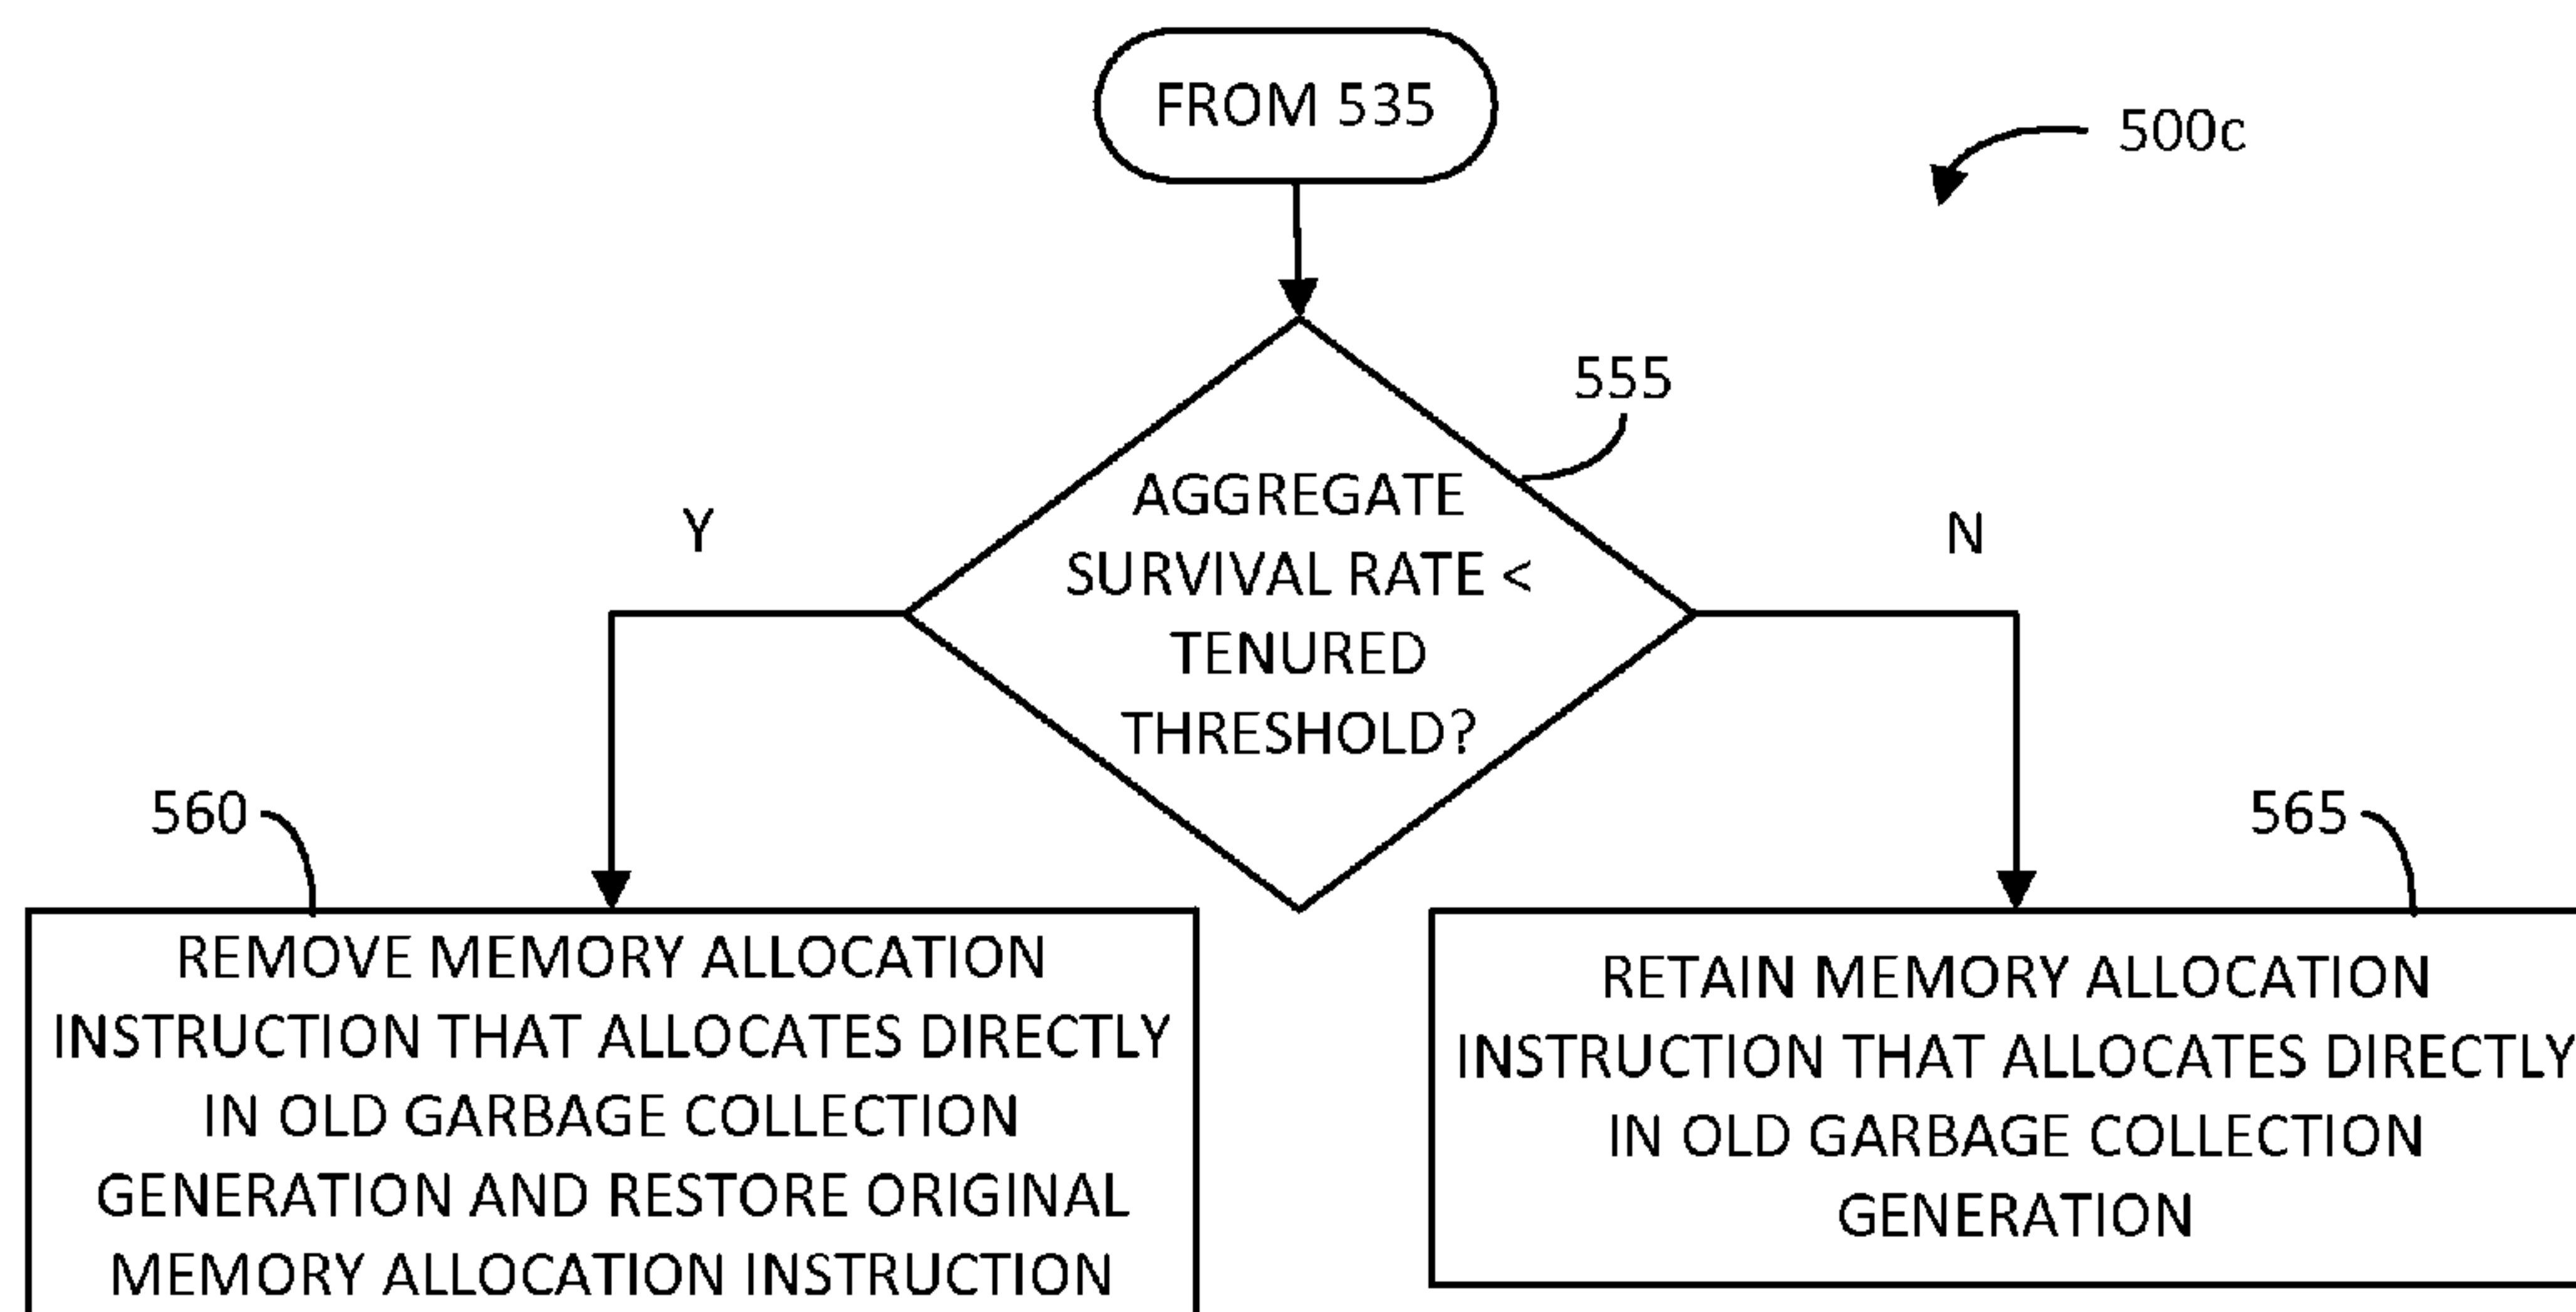 FROM 535
500c
555
AGGREGATE
SURVIVAL RATE <
TENURED
THRESHOLD?
Y
N
560
REMOVE MEMORY ALLOCATION
INSTRUCTION THAT ALLOCATES DIRECTLY
IN OLD GARBAGE COLLECTION
GENERATION AND RESTORE ORIGINAL
MEMORY ALLOCATION INSTRUCTION
565
RETAIN MEMORY ALLOCATION
INSTRUCTION THAT ALLOCATES DIRECTLY
IN OLD GARBAGE COLLECTION
GENERATION